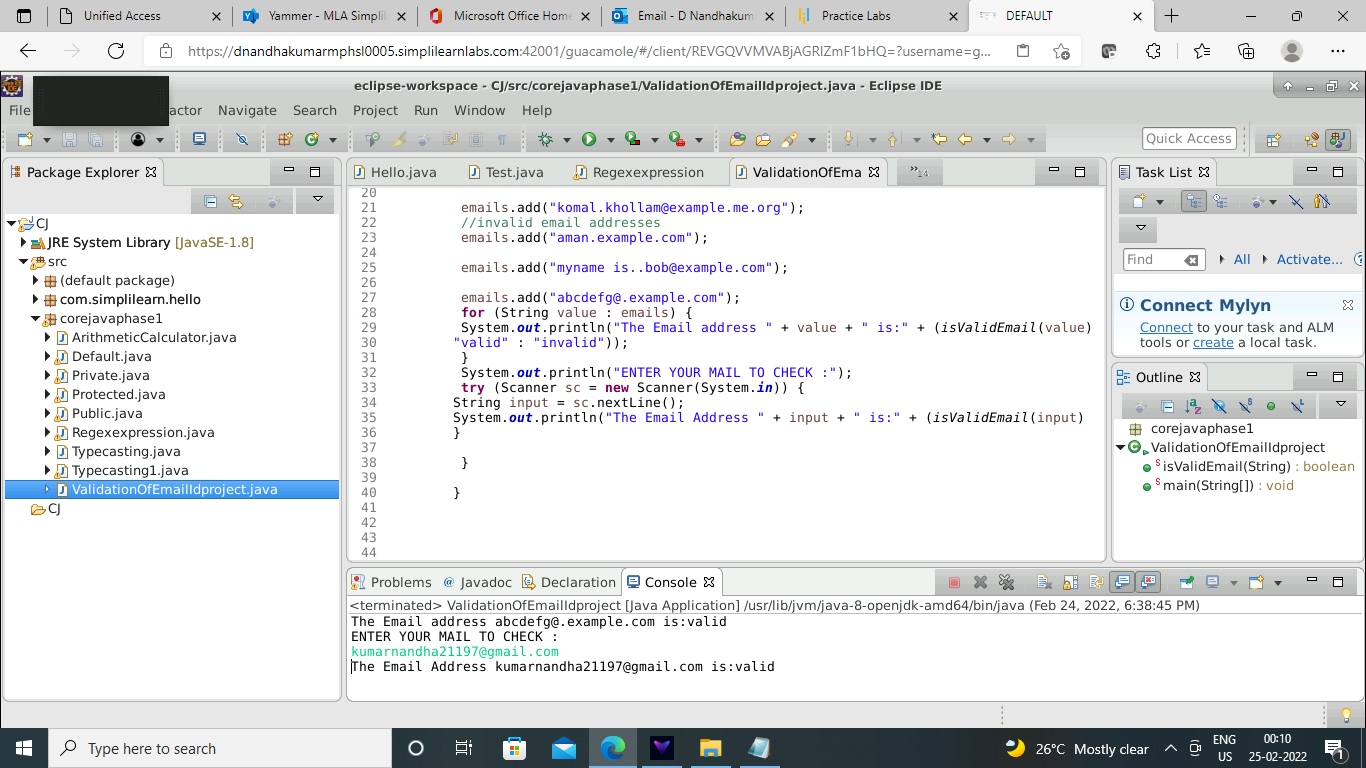 Unified Access
Yammer - MLA Simplil
Microsoft Office Home
Email - D Nandhakum
Practice Labs
DEFAULT
https://dnandhakumarmphsl0005.simplilearnlabs.com:42001/guacamole/#/client/REVGQVVMVABjAGRlZmF1bHQ=?username=g...
eclipse-workspace - CJ/src/corejavaphase1/ValidationOfEmailIdproject.java - Eclipse IDE
File actor Navigate Search Project Run Window Help
Quick Access
Package Explorer
Hello.java
Test.java
Regexexpression
ValidationOfEma
»14
Task List
CJ
JRE System Library [JavaSE-1.8]
src
(default package)
com.simplilearn.hello
corejavaphase1
ArithmeticCalculator.java
Default.java
Private.java
Protected.java
Public.java
Regexexpression.java
Typecasting.java
Typecasting1.java
ValidationOfEmailIdproject.java
CJ
20
21 emails.add("komal.khollam@example.me.org");
22 //invalid email addresses
23 emails.add("aman.example.com");
24
25 emails.add("myname is..bob@example.com");
26
27 emails.add("abcdefg@.example.com");
28 for (String value : emails) {
29 System.out.println("The Email address " + value + " is:" + (isValidEmail(value)
30 "valid" : "invalid"));
31 }
32 System.out.println("ENTER YOUR MAIL TO CHECK :");
33 try (Scanner sc = new Scanner(System.in)) {
34 String input = sc.nextLine();
35 System.out.println("The Email Address " + input + " is:" + (isValidEmail(input)
36 }
37
38 }
39
40 }
41
42
43
44
Find
All
Activate...
Connect Mylyn
Connect to your task and ALM
tools or create a local task.
Outline
corejavaphase1
ValidationOfEmailIdproject
isValidEmail(String) : boolean
main(String[]) : void
Problems
@ Javadoc
Declaration
Console
<terminated> ValidationOfEmailIdproject [Java Application] /usr/lib/jvm/java-8-openjdk-amd64/bin/java (Feb 24, 2022, 6:38:45 PM)
The Email address abcdefg@.example.com is:valid
ENTER YOUR MAIL TO CHECK :
kumarnandha21197@gmail.com
The Email Address kumarnandha21197@gmail.com is:valid
Type here to search
26°C Mostly clear
ENG
US
00:10
25-02-2022
1